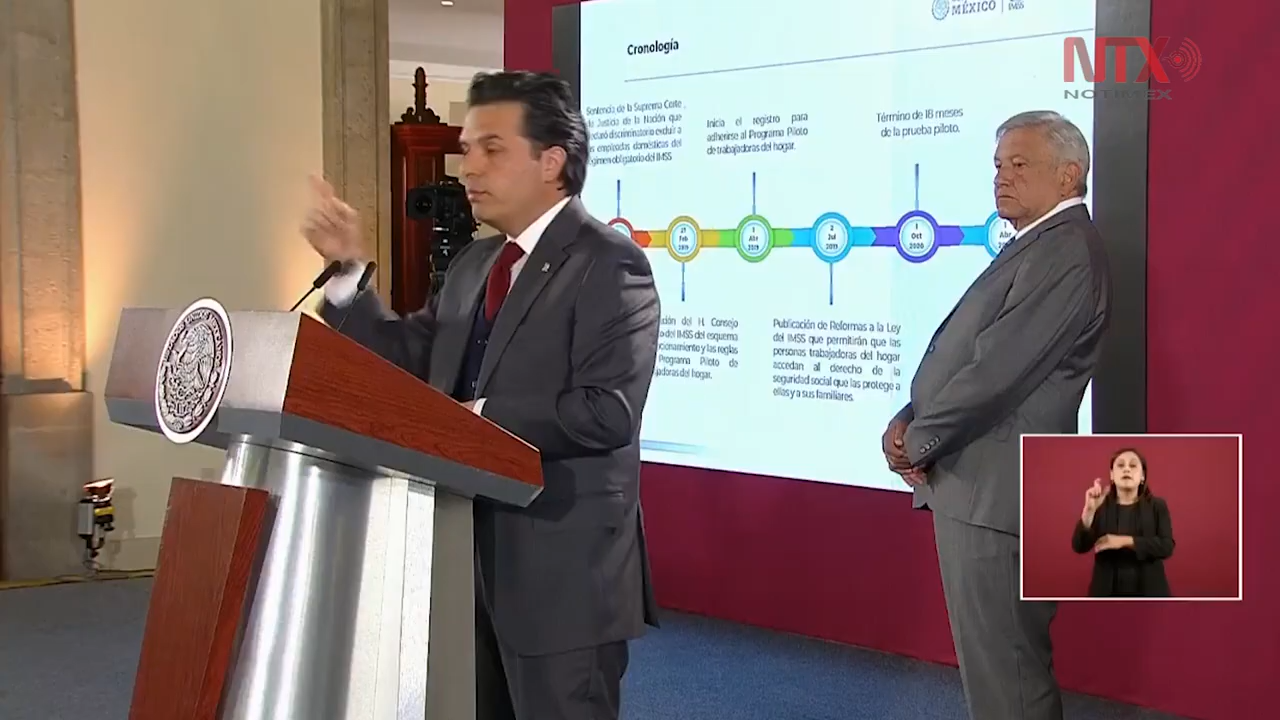 MÉXICO
IMSS
NTX
NOTIMEX
Cronología
Sentencia de la Suprema Corte
de Justicia de la Nación que
declaró discriminatorio excluir a
las empleadas domésticas del
régimen obligatorio del IMSS
Inicia el registro para
adherirse al Programa Piloto
de trabajadoras del hogar.
Término de 18 meses
de la prueba piloto.
27
Feb
2019
1
Abr
2019
2
Jul
2019
1
Oct
2020
1
Abr
del H. Consejo
del IMSS del esquema
y las reglas
Programa Piloto de
del hogar.
Publicación de Reformas a la Ley
del IMSS que permitirán que las
personas trabajadoras del hogar
accedan al derecho de la
seguridad social que las protege a
ellas y a sus familiares.